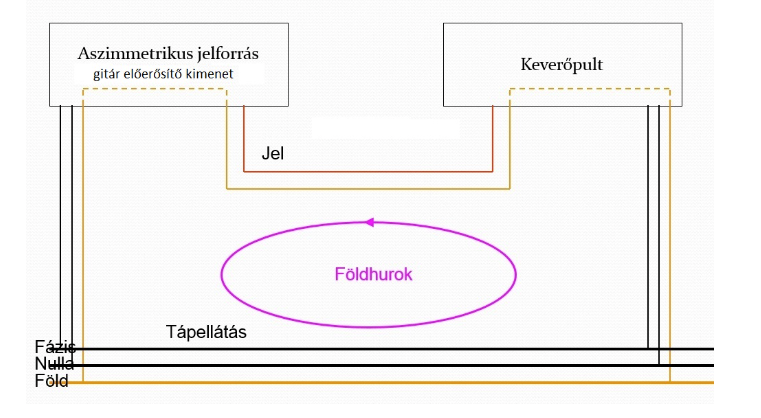 Aszimmetrikus jelforrás
gitár előerősítő kimenet
Keverőpult
Jel
Földhurok
Tápellátás
Fázis
Nulla
Föld